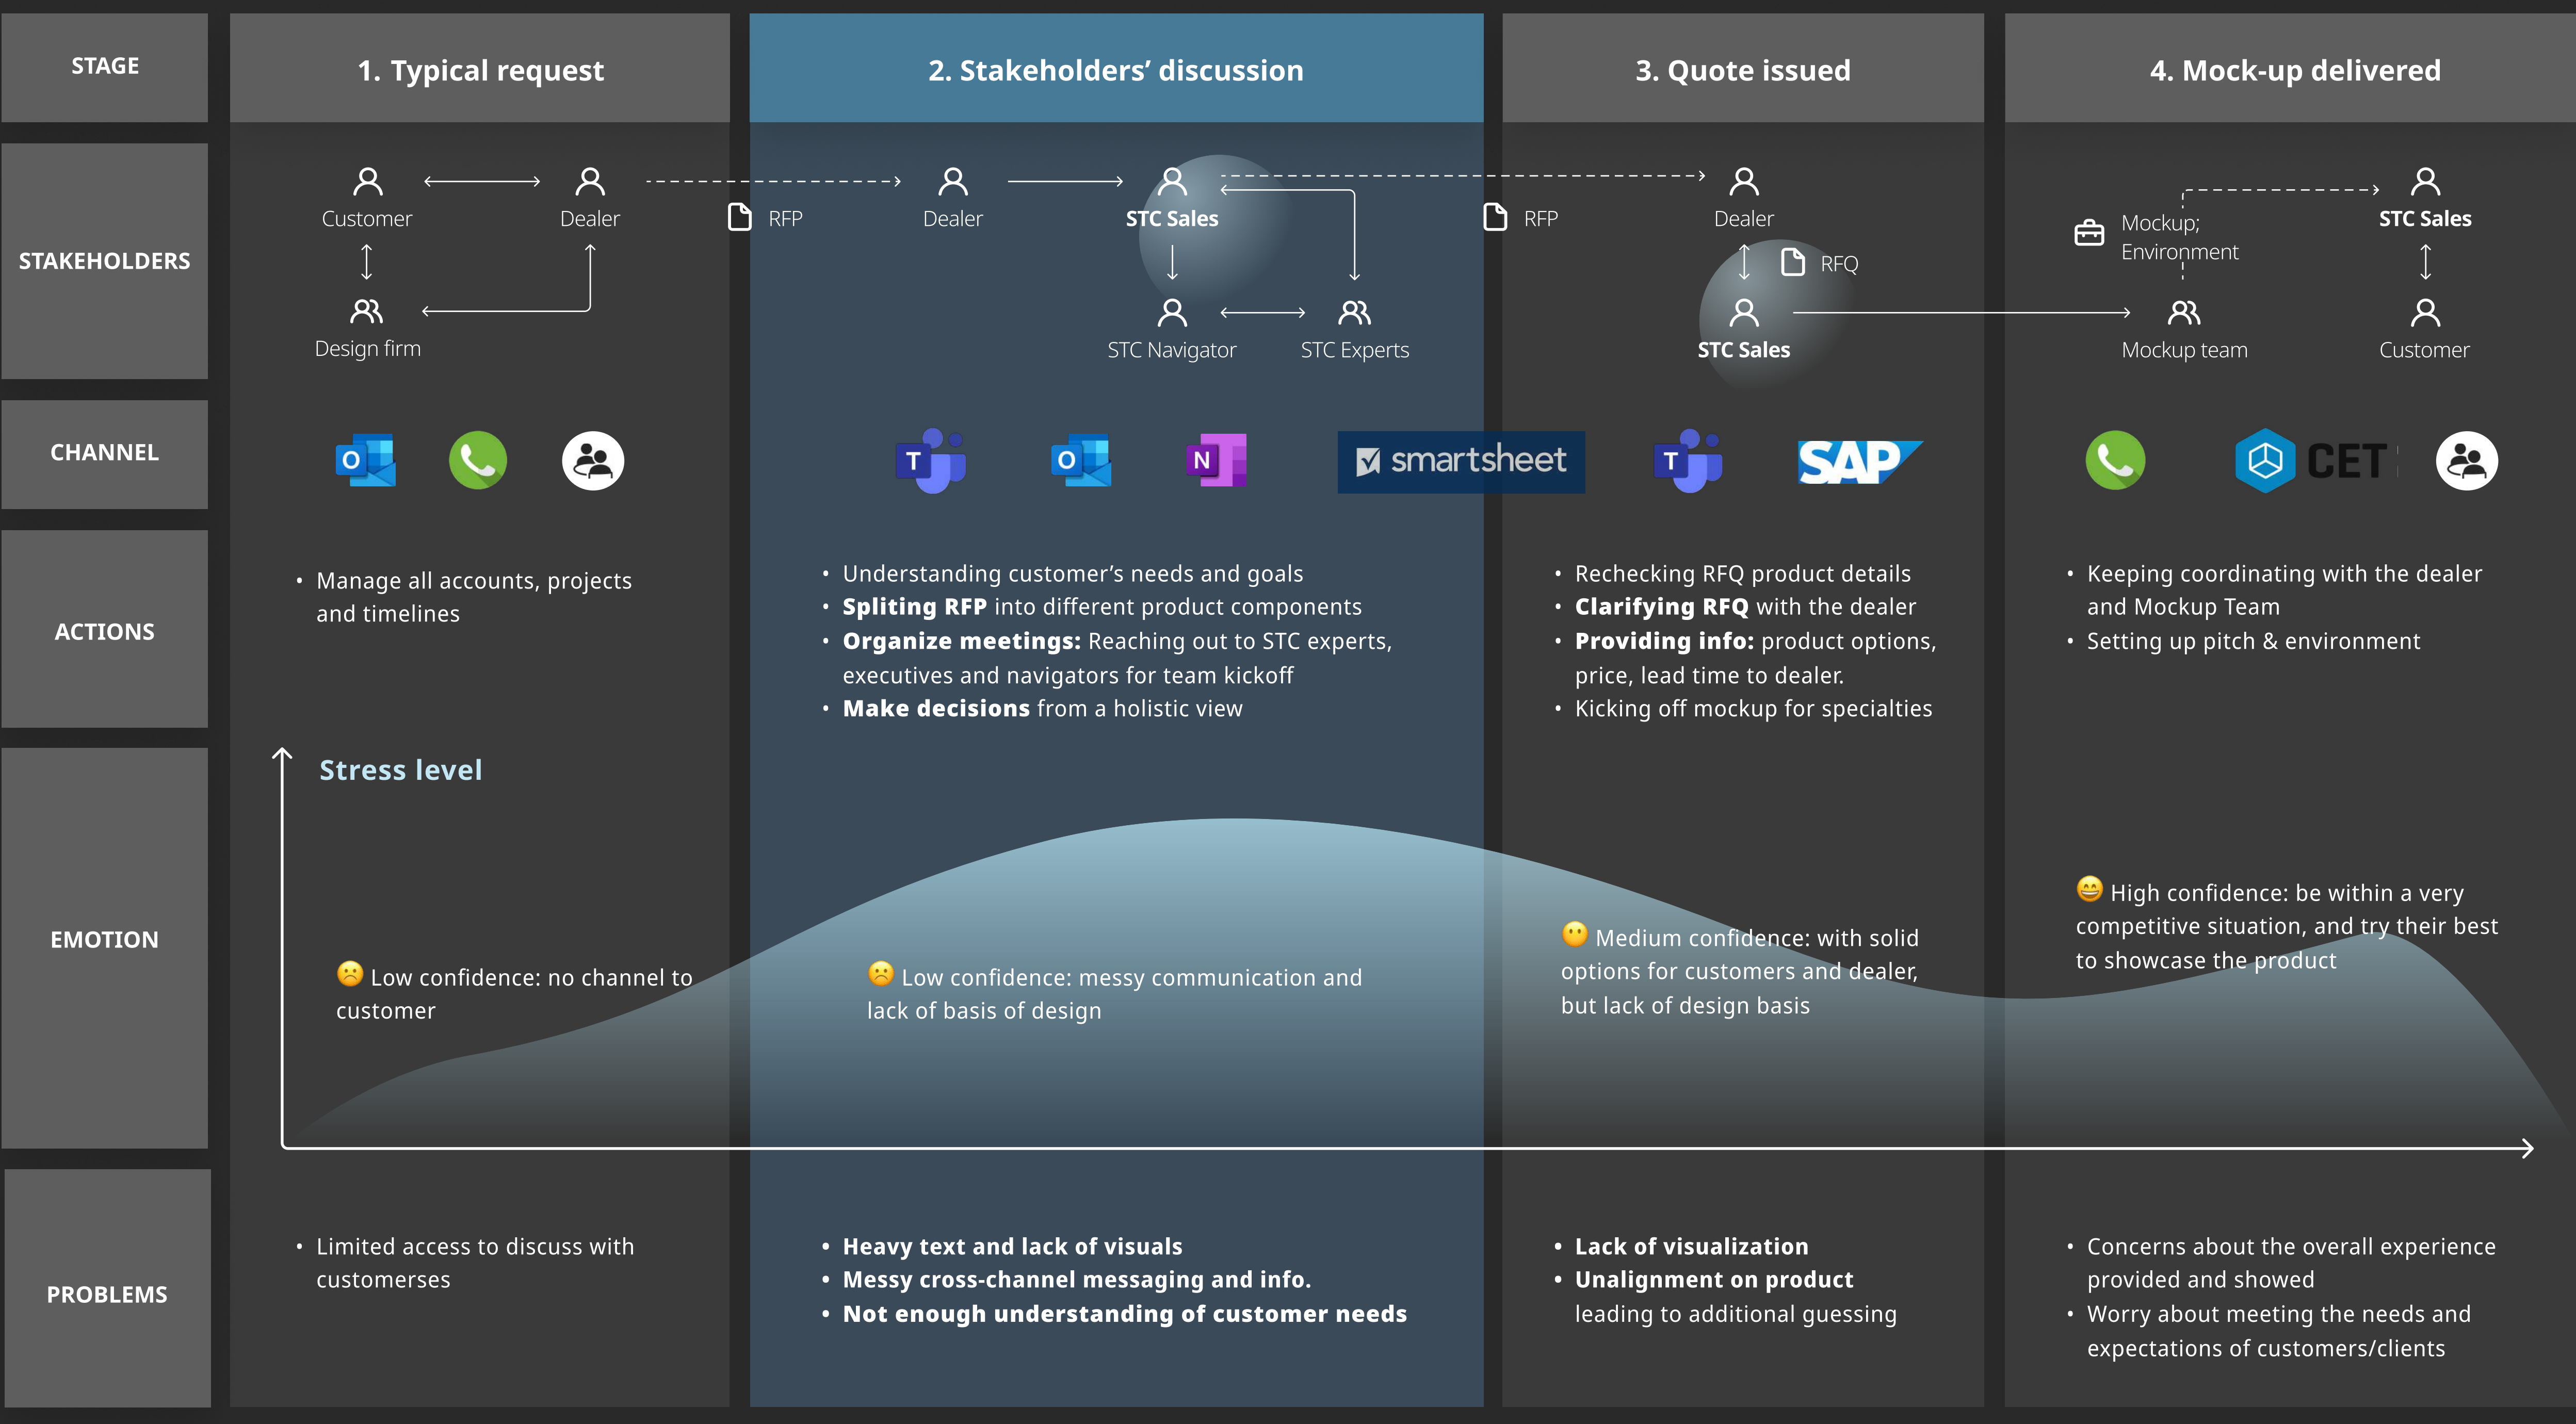 STAGE
1. Typical request
2. Stakeholders’ discussion
3. Quote issued
4. Mock-up delivered
STAKEHOLDERS
Customer
Dealer
Design firm
RFP
Dealer
STC Sales
STC Navigator
STC Experts
RFP
Dealer
RFQ
STC Sales
Mockup;
Environment
Mockup team
STC Sales
Customer
CHANNEL
O
T
O
N
smartsheet
T
SAP
CET
ACTIONS
• Manage all accounts, projects
and timelines
• Understanding customer’s needs and goals
• Spliting RFP into different product components
• Organize meetings: Reaching out to STC experts,
executives and navigators for team kickoff
• Make decisions from a holistic view
• Rechecking RFQ product details
• Clarifying RFQ with the dealer
• Providing info: product options,
price, lead time to dealer.
• Kicking off mockup for specialties
• Keeping coordinating with the dealer
and Mockup Team
• Setting up pitch & environment
EMOTION
Stress level
☹️ Low confidence: no channel to
customer
☹️ Low confidence: messy communication and
lack of basis of design
😶 Medium confidence: with solid
options for customers and dealer,
but lack of design basis
😄 High confidence: be within a very
competitive situation, and try their best
to showcase the product
PROBLEMS
• Limited access to discuss with
customerses
• Heavy text and lack of visuals
• Messy cross-channel messaging and info.
• Not enough understanding of customer needs
• Lack of visualization
• Unalignment on product
leading to additional guessing
• Concerns about the overall experience
provided and showed
• Worry about meeting the needs and
expectations of customers/clients